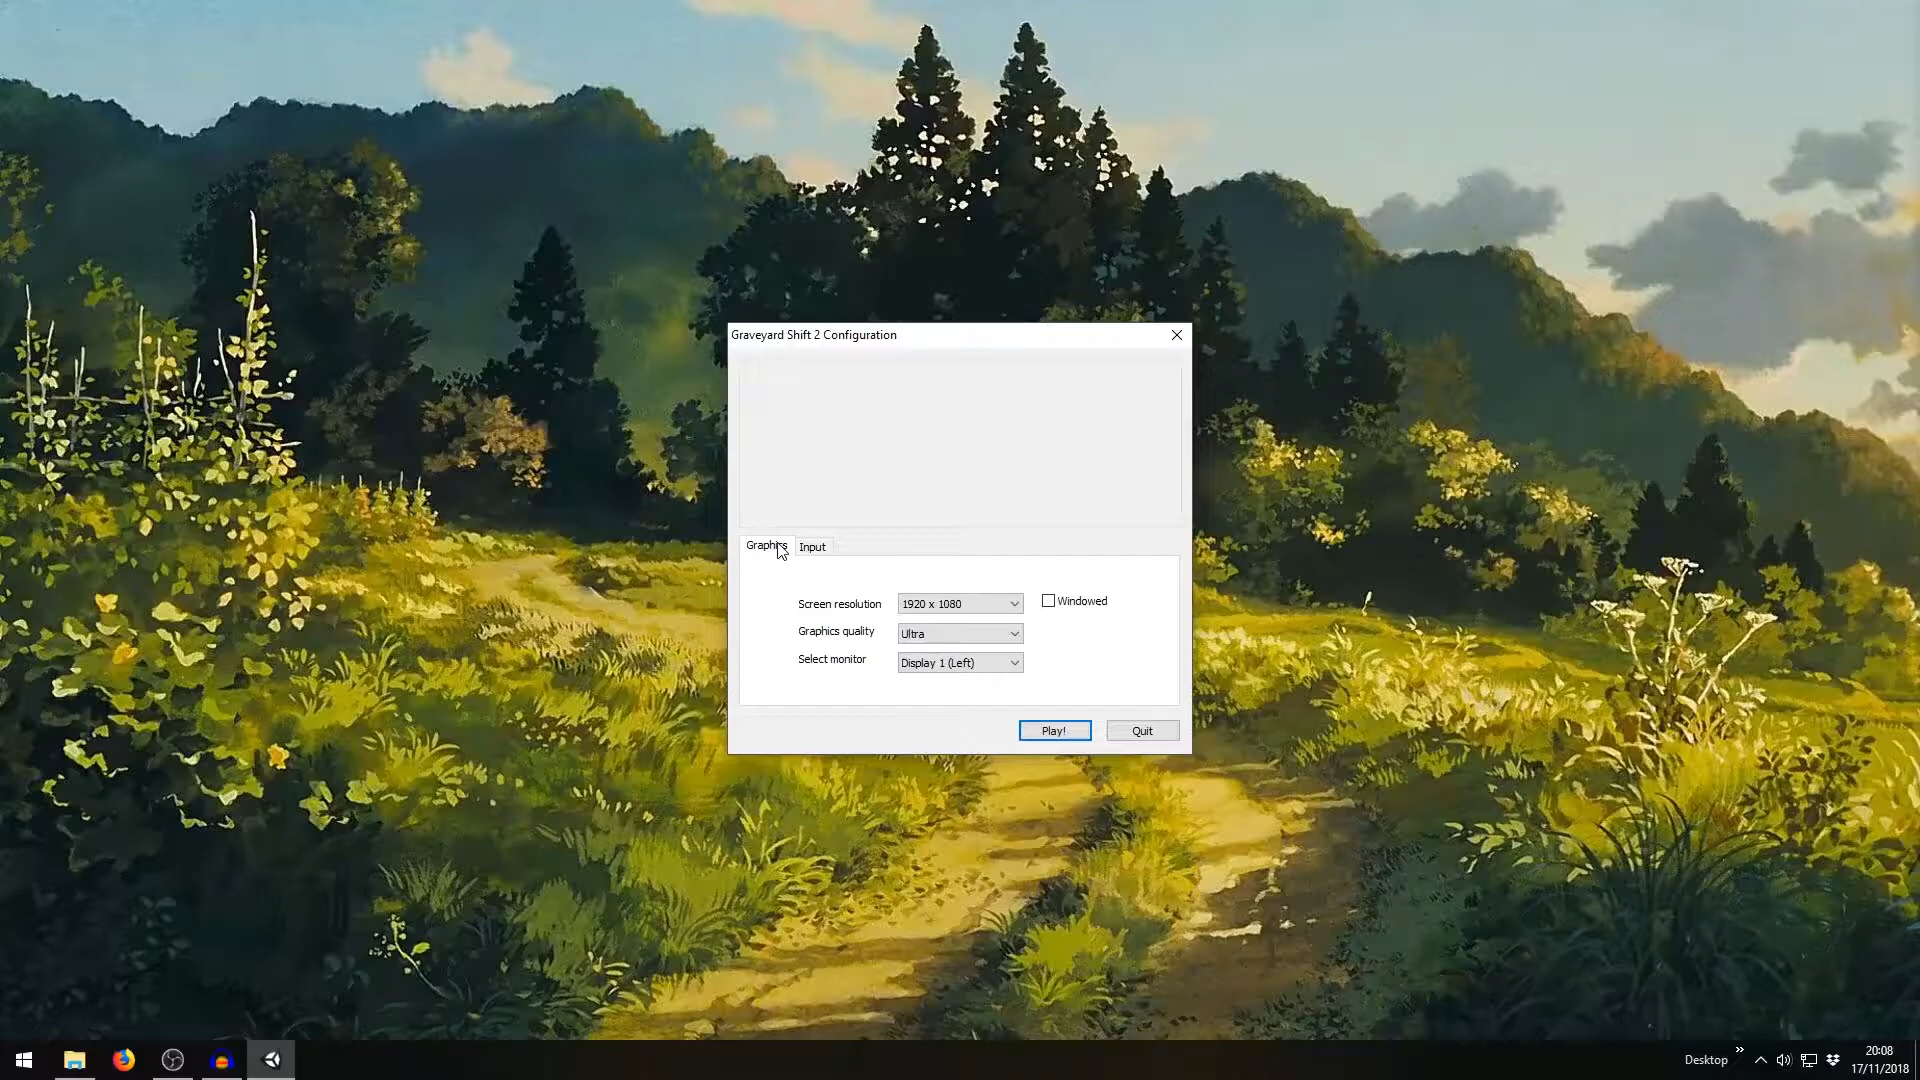 Graveyard Shift 2 Configuration
Graphics Input
Screen resolution 1920 x 1080 Windowed
Graphics quality Ultra
Select monitor Display 1 (Left)
Play! Quit
Desktop » 20:08
17/11/2018